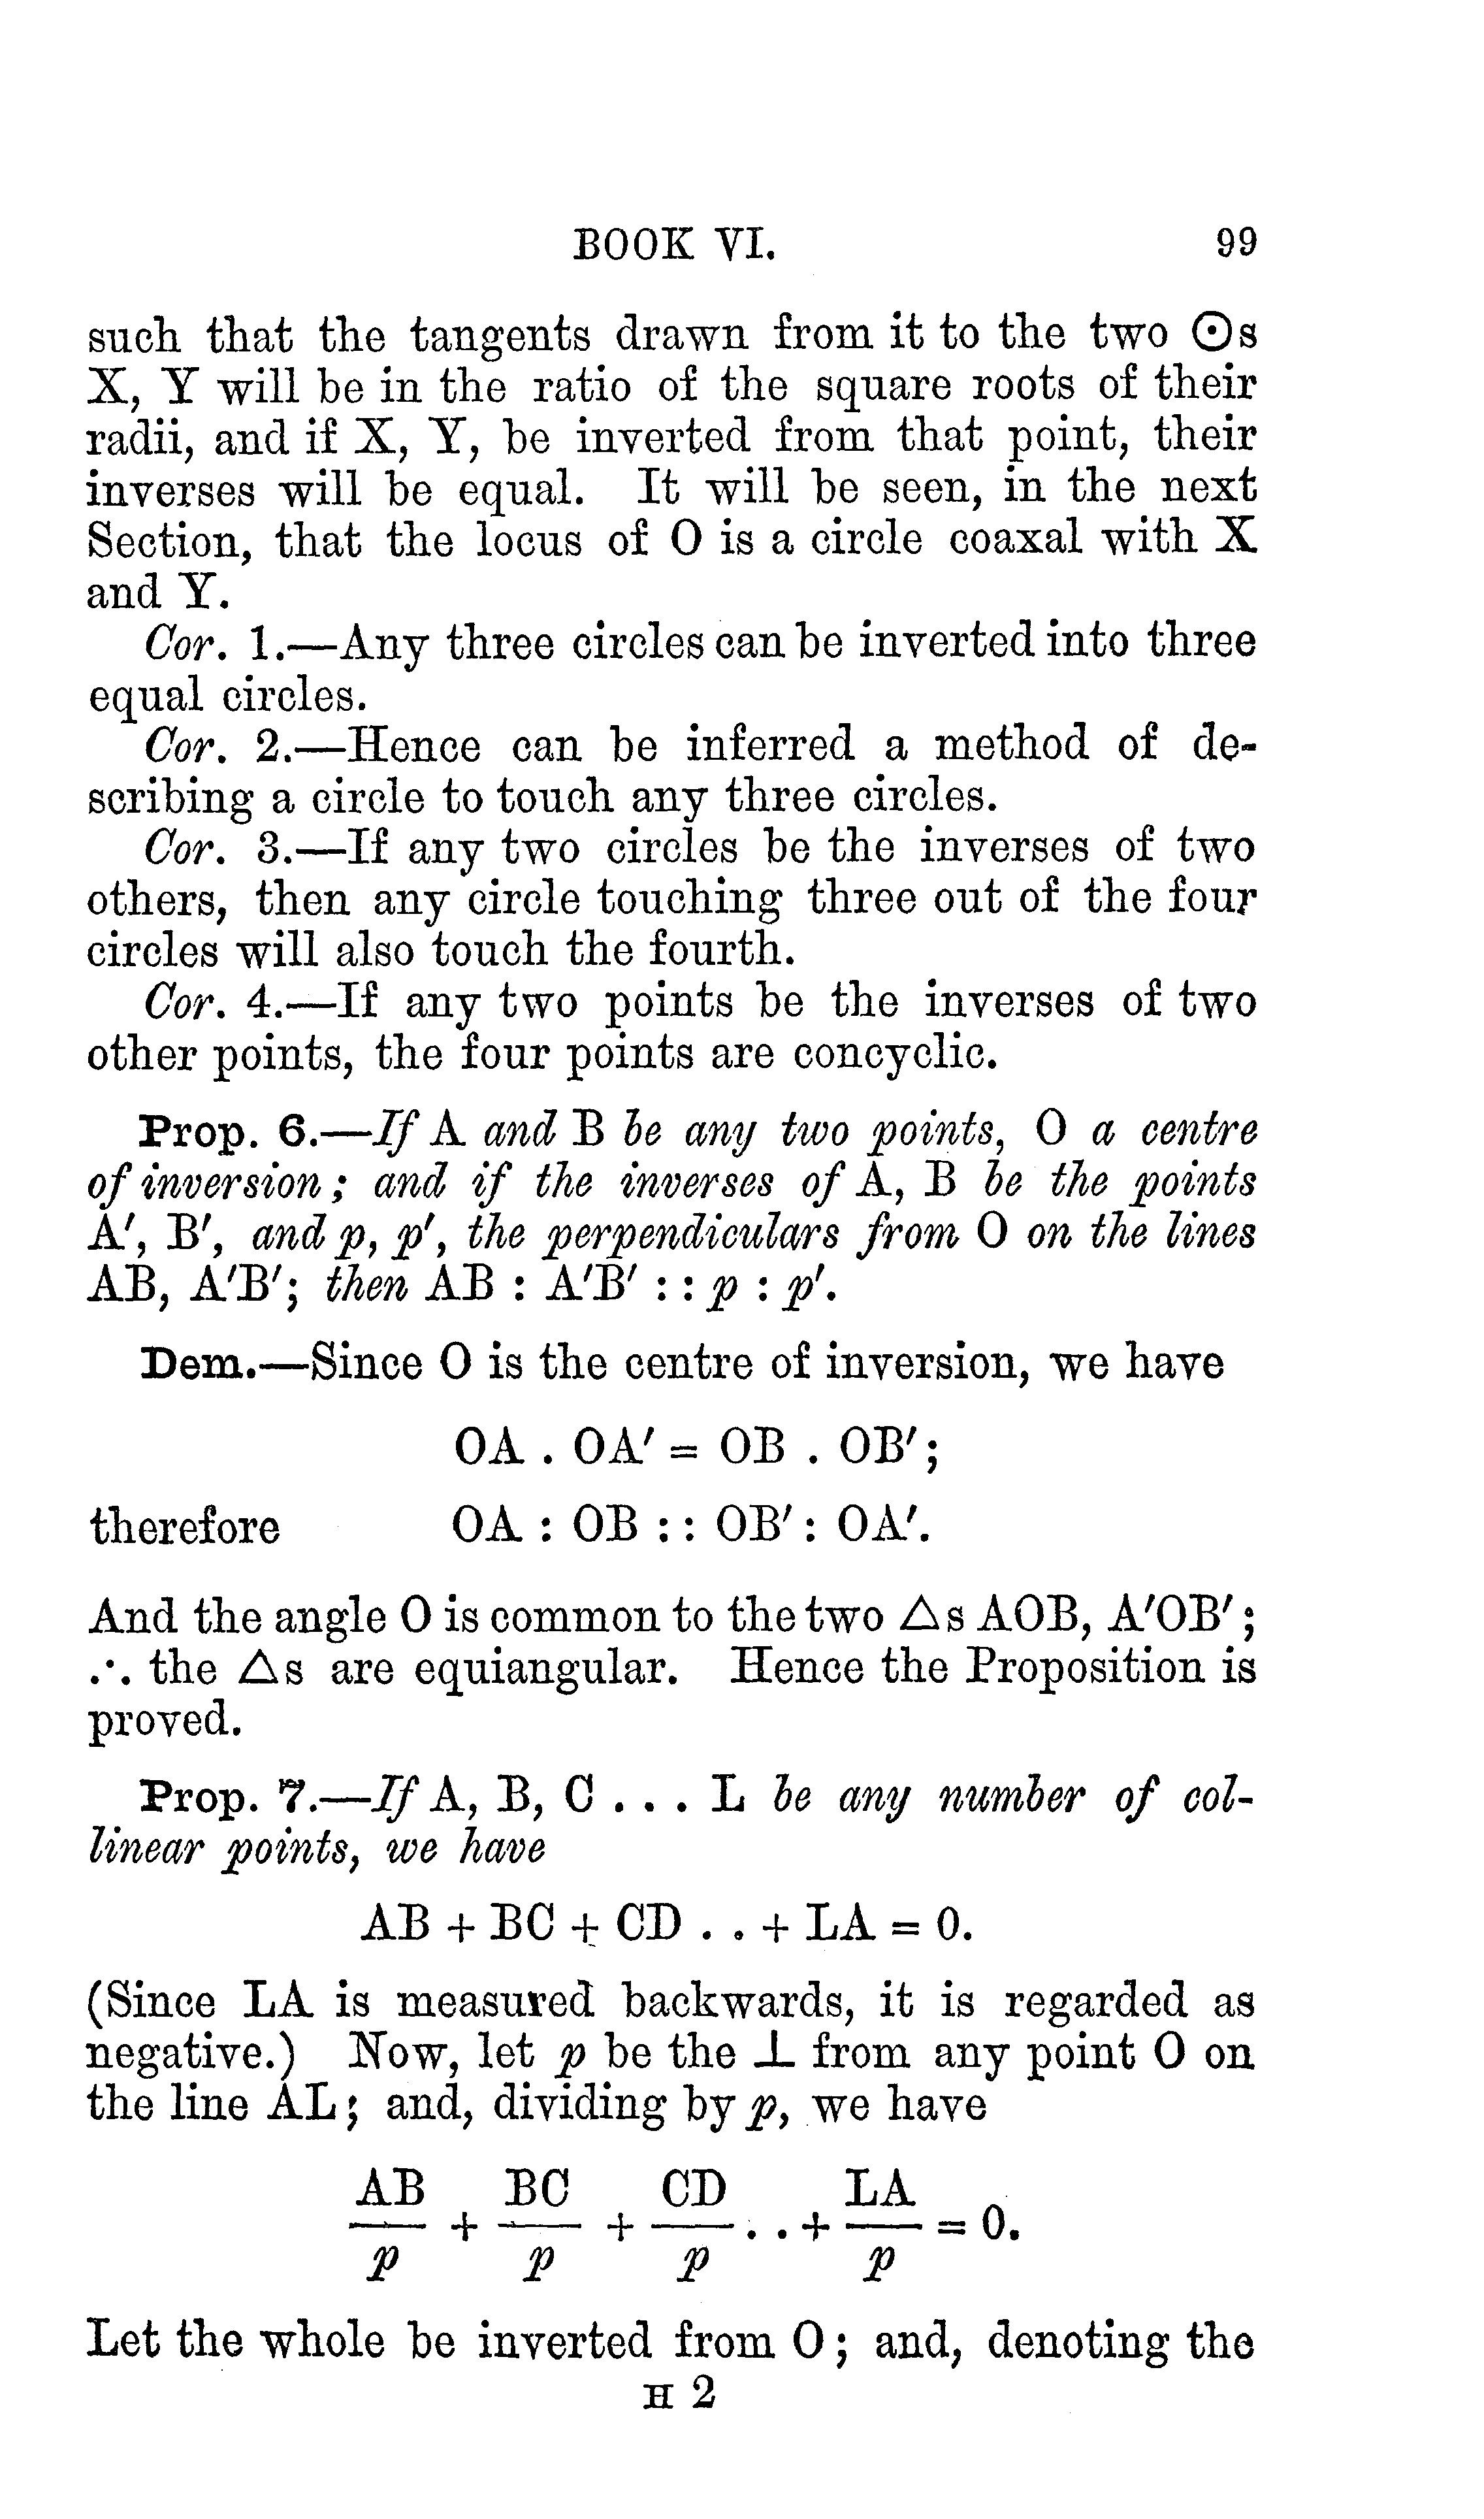 BOOK VI. 99
such that the tangents drawn from it to the two ⊙s
X, Y will be in the ratio of the square roots of their
radii, and if X, Y, be inverted from that point, their
inverses will be equal. It will be seen, in the next
Section, that the locus of O is a circle coaxal with X
and Y.
Cor. 1.—Any three circles can be inverted into three
equal circles.
Cor. 2.—Hence can be inferred a method of de-
scribing a circle to touch any three circles.
Cor. 3.—If any two circles be the inverses of two
others, then any circle touching three out of the four
circles will also touch the fourth.
Cor. 4.—If any two points be the inverses of two
other points, the four points are concyclic.
Prop. 6.—If A and B be any two points, O a centre
of inversion; and if the inverses of A, B be the points
A′, B′, and p, p′, the perpendiculars from O on the lines
AB, A′B′; then AB : A′B′ : : p : p′.
Dem.—Since O is the centre of inversion, we have
OA . OA′ = OB . OB′;
therefore OA : OB : : OB′ : OA′.
And the angle O is common to the two △s AOB, A′OB′;
∴ the △s are equiangular. Hence the Proposition is
proved.
Prop. 7.—If A, B, C . . . L be any number of col-
linear points, we have
AB + BC + CD . . + LA = 0.
(Since LA is measured backwards, it is regarded as
negative.) Now, let p be the ⊥ from any point O on
the line AL; and, dividing by p, we have
AB/p + BC/p + CD/p . . + LA/p = 0.
Let the whole be inverted from O; and, denoting the
H 2